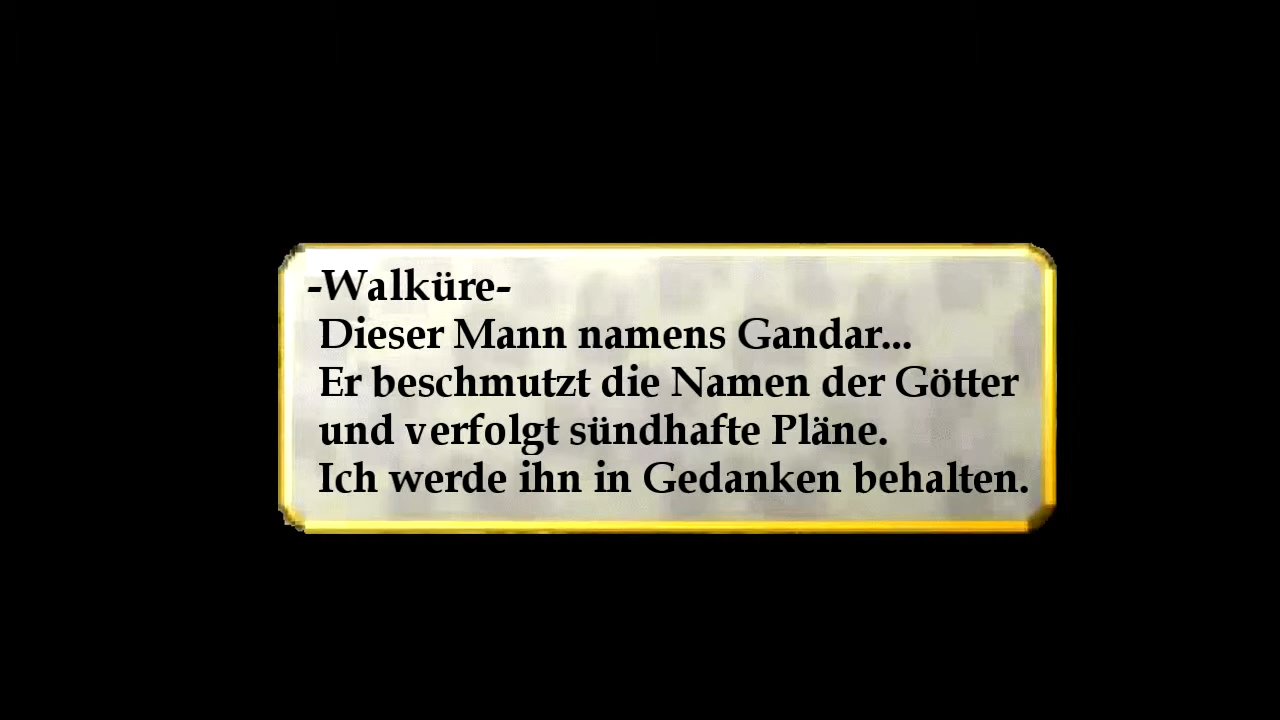 -Walküre-
Dieser Mann namens Gandar...
Er beschmutzt die Namen der Götter
und verfolgt sündhafte Pläne.
Ich werde ihn in Gedanken behalten.